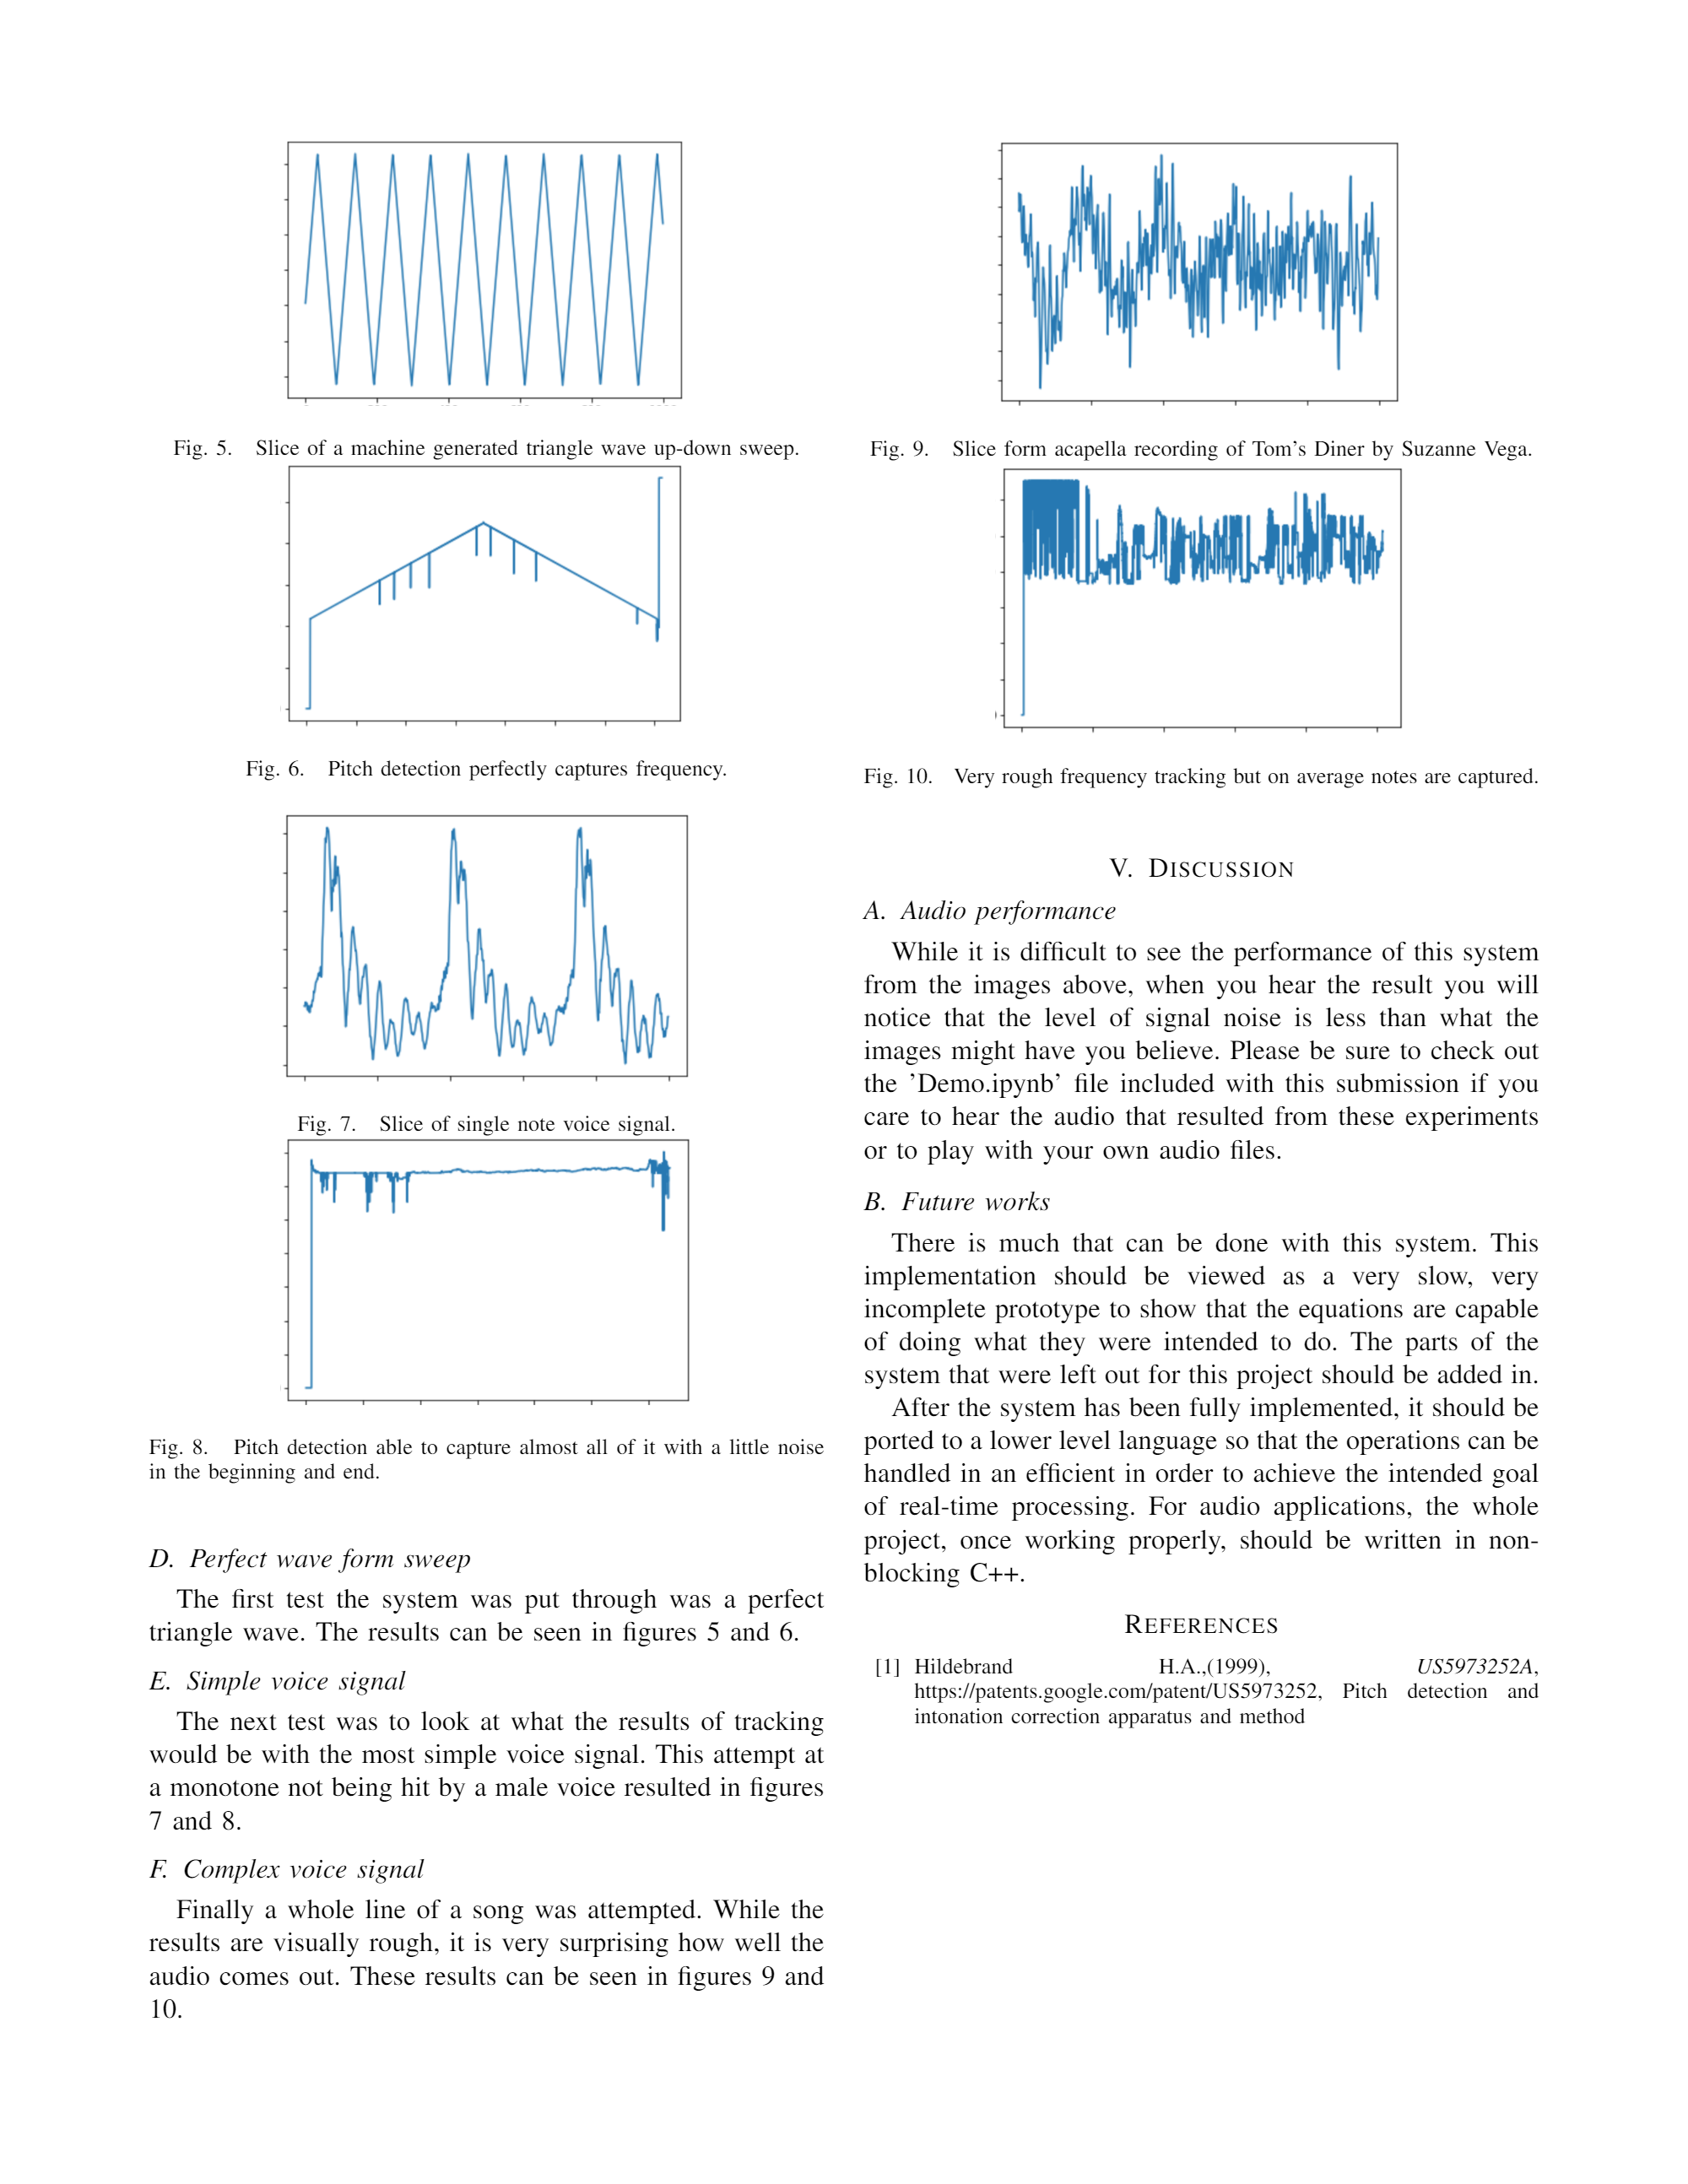 Fig. 5. Slice of a machine generated triangle wave up-down sweep.
Fig. 6. Pitch detection perfectly captures frequency.
Fig. 7. Slice of single note voice signal.
Fig. 8. Pitch detection able to capture almost all of it with a little noise
in the beginning and end.
D. Perfect wave form sweep
The first test the system was put through was a perfect
triangle wave. The results can be seen in figures 5 and 6.
E. Simple voice signal
The next test was to look at what the results of tracking
would be with the most simple voice signal. This attempt at
a monotone not being hit by a male voice resulted in figures
7 and 8.
F. Complex voice signal
Finally a whole line of a song was attempted. While the
results are visually rough, it is very surprising how well the
audio comes out. These results can be seen in figures 9 and
10.
Fig. 9. Slice form acapella recording of Tom's Diner by Suzanne Vega.
Fig. 10. Very rough frequency tracking but on average notes are captured.
V. DISCUSSION
A. Audio performance
While it is difficult to see the performance of this system
from the images above, when you hear the result you will
notice that the level of signal noise is less than what the
images might have you believe. Please be sure to check out
the 'Demo.ipynb' file included with this submission if you
care to hear the audio that resulted from these experiments
or to play with your own audio files.
B. Future works
There is much that can be done with this system. This
implementation should be viewed as a very slow, very
incomplete prototype to show that the equations are capable
of doing what they were intended to do. The parts of the
system that were left out for this project should be added in.
After the system has been fully implemented, it should be
ported to a lower level language so that the operations can be
handled in an efficient in order to achieve the intended goal
of real-time processing. For audio applications, the whole
project, once working properly, should be written in non-
blocking C++.
REFERENCES
[1] Hildebrand H.A.,(1999), US5973252A,
https://patents.google.com/patent/US5973252, Pitch detection and
intonation correction apparatus and method